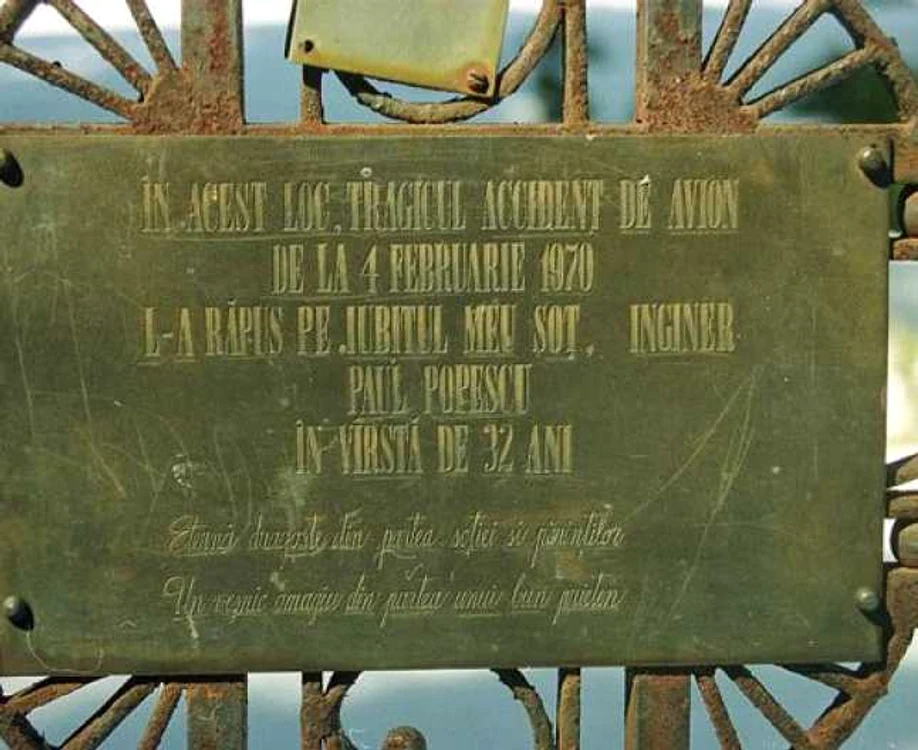 ÎN ACEST LOC, TRAGICUL ACCIDENT DE AVION
DE LA 4 FEBRUARIE 1970
L-A RĂPUS PE IUBITUL MEU SOȚ, INGINER
PAUL POPESCU
ÎN VÎRSTĂ DE 32 ANI
Eternă dragoste din partea soției și părinților
Un veșnic omagiu din partea unui bun prieten